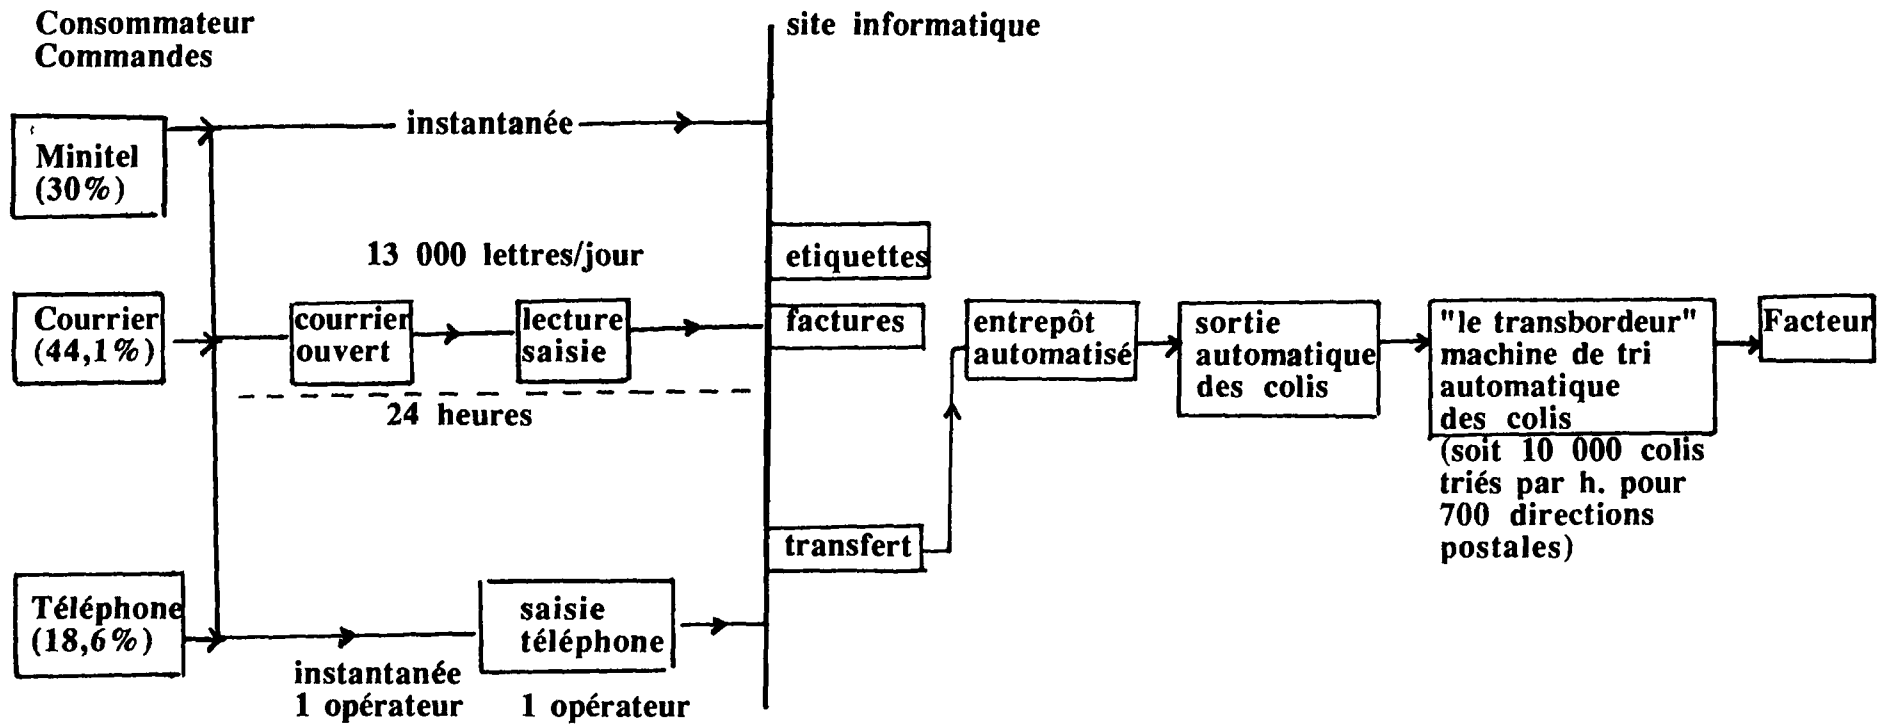 Consommateur
Commandes
site informatique
instantanée
Minitel
(30%)
13 000 lettres/jour
etiquettes
Courrier
(44,1%)
courrier
ouvert
lecture
saisie
factures
24 heures
entrepôt
automatisé
sortie
automatique
des colis
"le transbordeur"
machine de tri
automatique
des colis
(soit 10 000 colis
triés par h. pour
700 directions
postales)
Facteur
transfert
Téléphone
(18,6%)
instantanée
1 opérateur
saisie
téléphone
1 opérateur